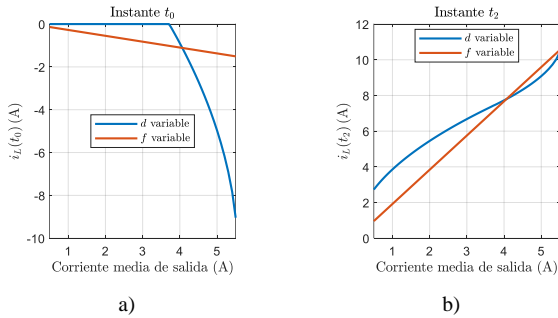 Instante t₀
0
-2
-4
-6
-8
-10
i_L(t₀) (A)
d variable
f variable
1 2 3 4 5
Corriente media de salida (A)
a)
Instante t₂
12
10
8
6
4
2
0
i_L(t₂) (A)
d variable
f variable
1 2 3 4 5
Corriente media de salida (A)
b)